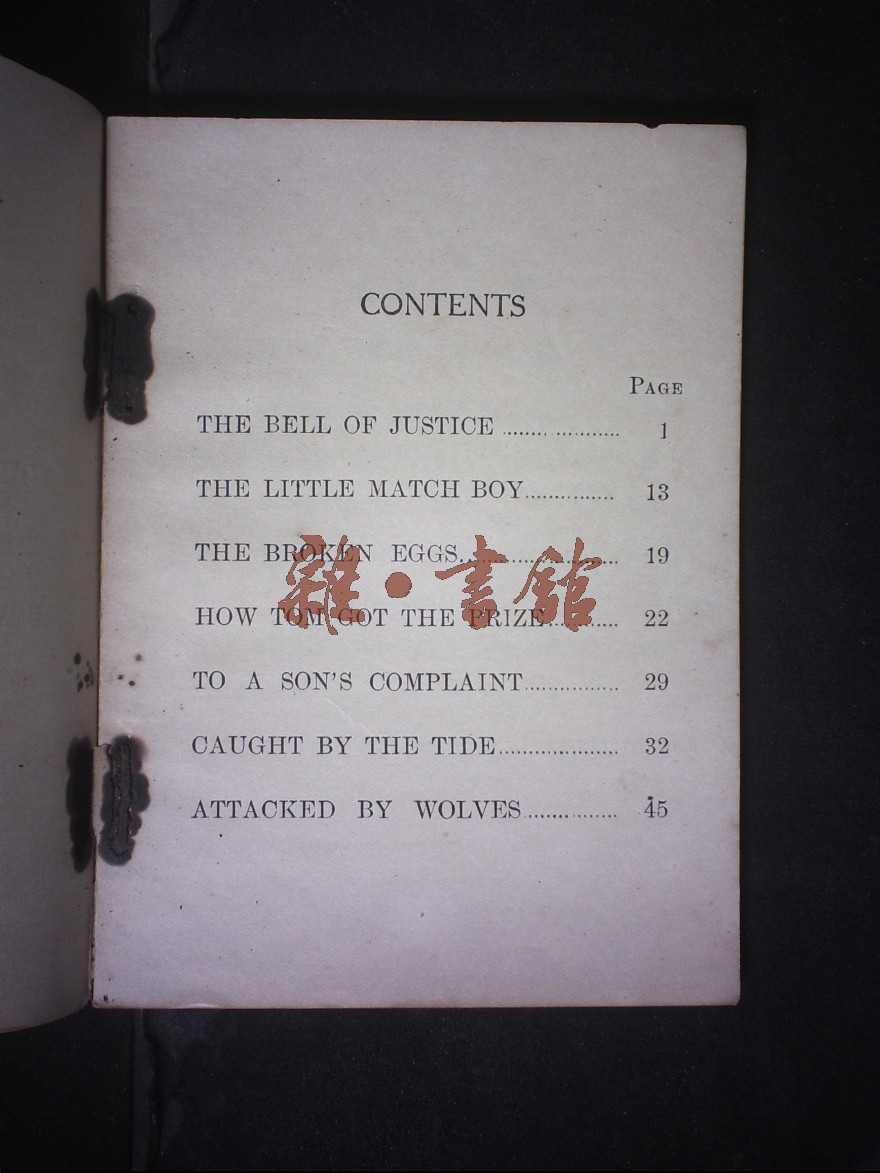 CONTENTS
PAGE
THE BELL OF JUSTICE ..................... 1
THE LITTLE MATCH BOY............... 13
THE BROKEN EGGS........................... 19
雜·書館
HOW TOM GOT THE PRIZE............ 22
TO A SON'S COMPLAINT................ 29
CAUGHT BY THE TIDE..................... 32
ATTACKED BY WOLVES................ 45